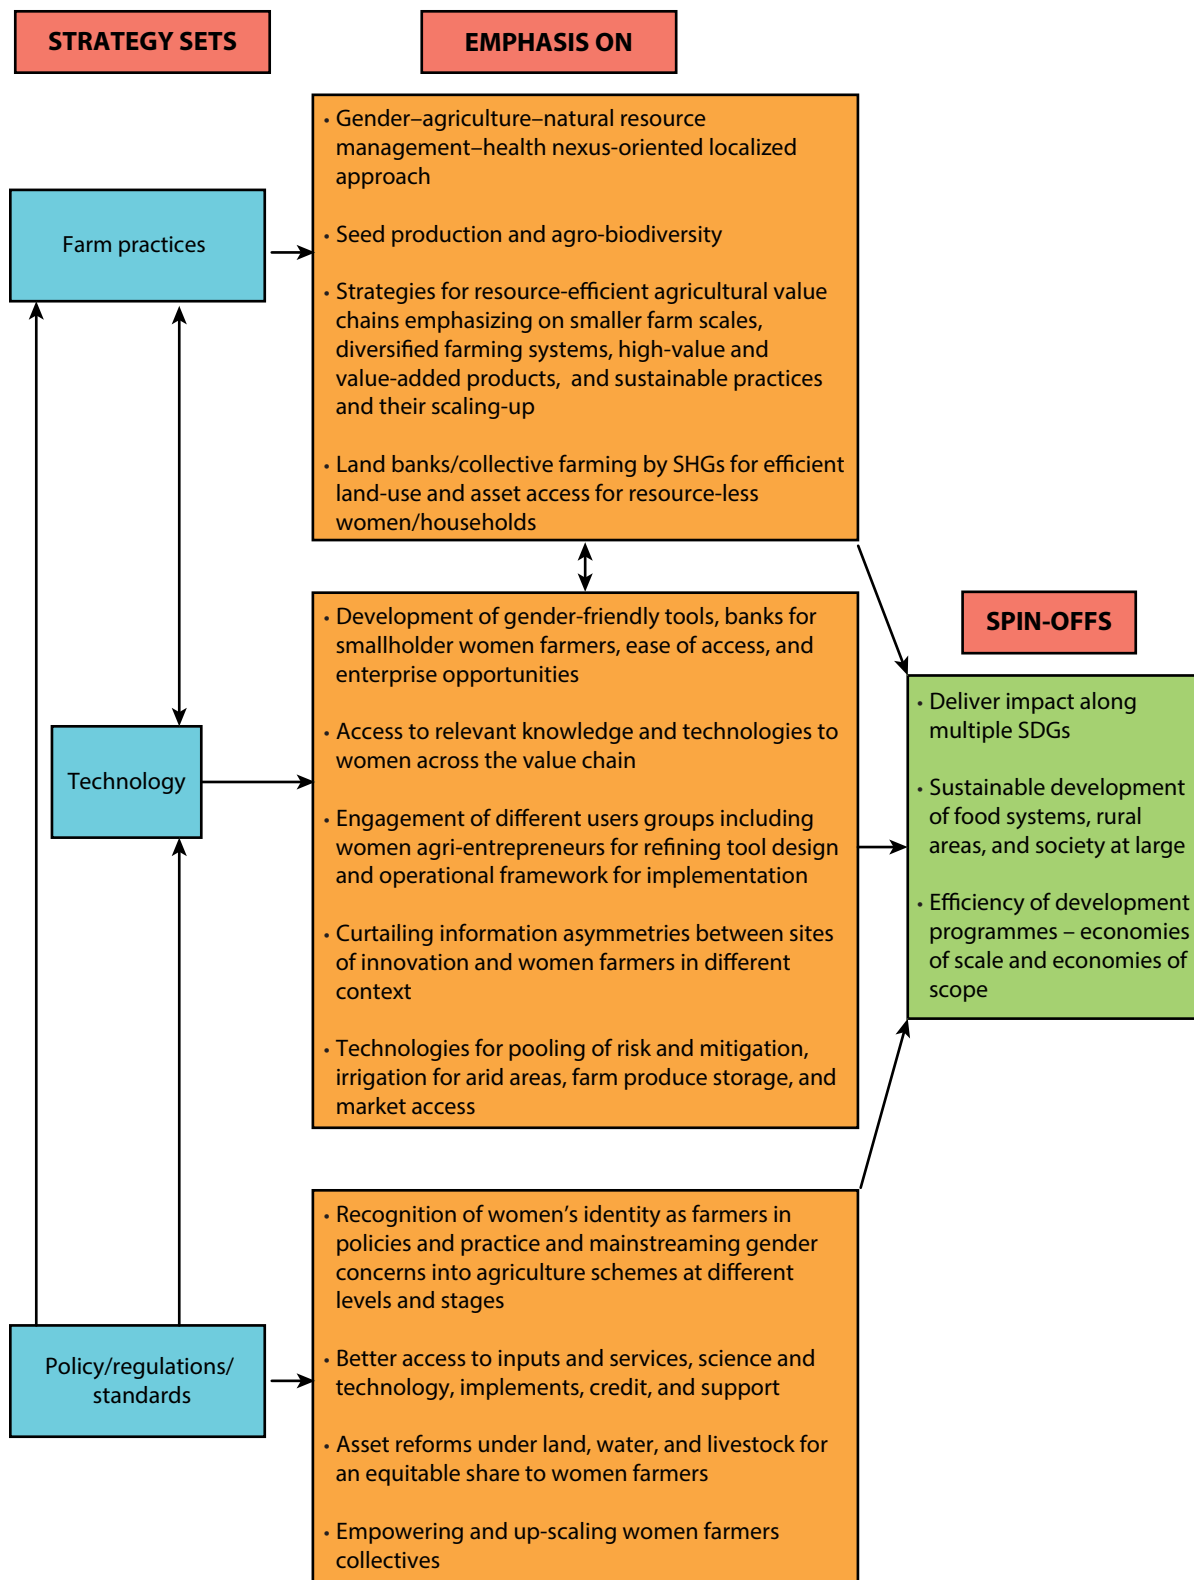 STRATEGY SETS
EMPHASIS ON
Farm practices
• Gender–agriculture–natural resource
management–health nexus-oriented localized
approach
• Seed production and agro-biodiversity
• Strategies for resource-efficient agricultural value
chains emphasizing on smaller farm scales,
diversified farming systems, high-value and
value-added products, and sustainable practices
and their scaling-up
• Land banks/collective farming by SHGs for efficient
land-use and asset access for resource-less
women/households
Technology
• Development of gender-friendly tools, banks for
smallholder women farmers, ease of access, and
enterprise opportunities
• Access to relevant knowledge and technologies to
women across the value chain
• Engagement of different users groups including
women agri-entrepreneurs for refining tool design
and operational framework for implementation
• Curtailing information asymmetries between sites
of innovation and women farmers in different
context
• Technologies for pooling of risk and mitigation,
irrigation for arid areas, farm produce storage, and
market access
SPIN-OFFS
• Deliver impact along
multiple SDGs
• Sustainable development
of food systems, rural
areas, and society at large
• Efficiency of development
programmes – economies
of scale and economies of
scope
Policy/regulations/
standards
• Recognition of women’s identity as farmers in
policies and practice and mainstreaming gender
concerns into agriculture schemes at different
levels and stages
• Better access to inputs and services, science and
technology, implements, credit, and support
• Asset reforms under land, water, and livestock for
an equitable share to women farmers
• Empowering and up-scaling women farmers
collectives